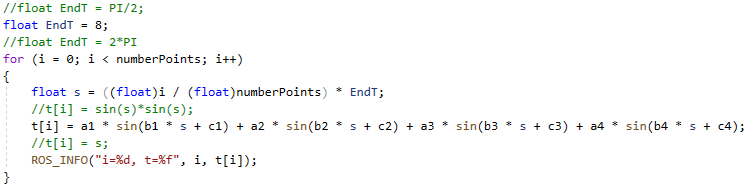 //float EndT = PI/2;
float EndT = 8;
//float EndT = 2*PI
for (i = 0; i < numberPoints; i++)
{
float s = ((float)i / (float)numberPoints) * EndT;
//t[i] = sin(s)*sin(s);
t[i] = a1 * sin(b1 * s + c1) + a2 * sin(b2 * s + c2) + a3 * sin(b3 * s + c3) + a4 * sin(b4 * s + c4);
//t[i] = s;
ROS_INFO("i=%d, t=%f", i, t[i]);
}